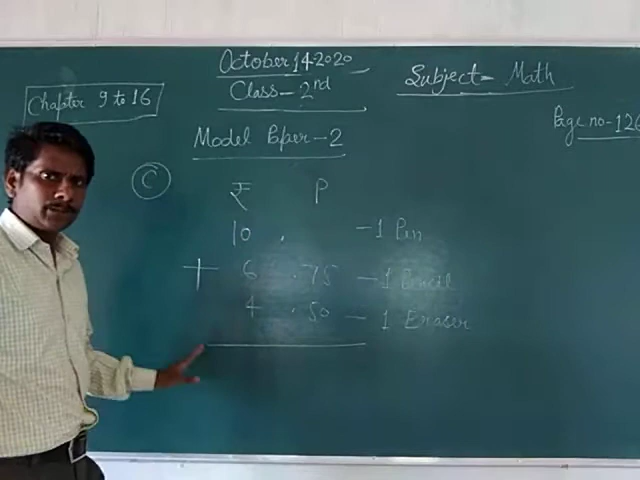 October 14-2020
Subject- Math
Class- 2nd
Chapter 9 to 16
Page no-126
Model Paper-2
C
₹ P
10 . - 1 Pen
+ 6 .75 - 1 Pencil
4 .50 - 1 Eraser